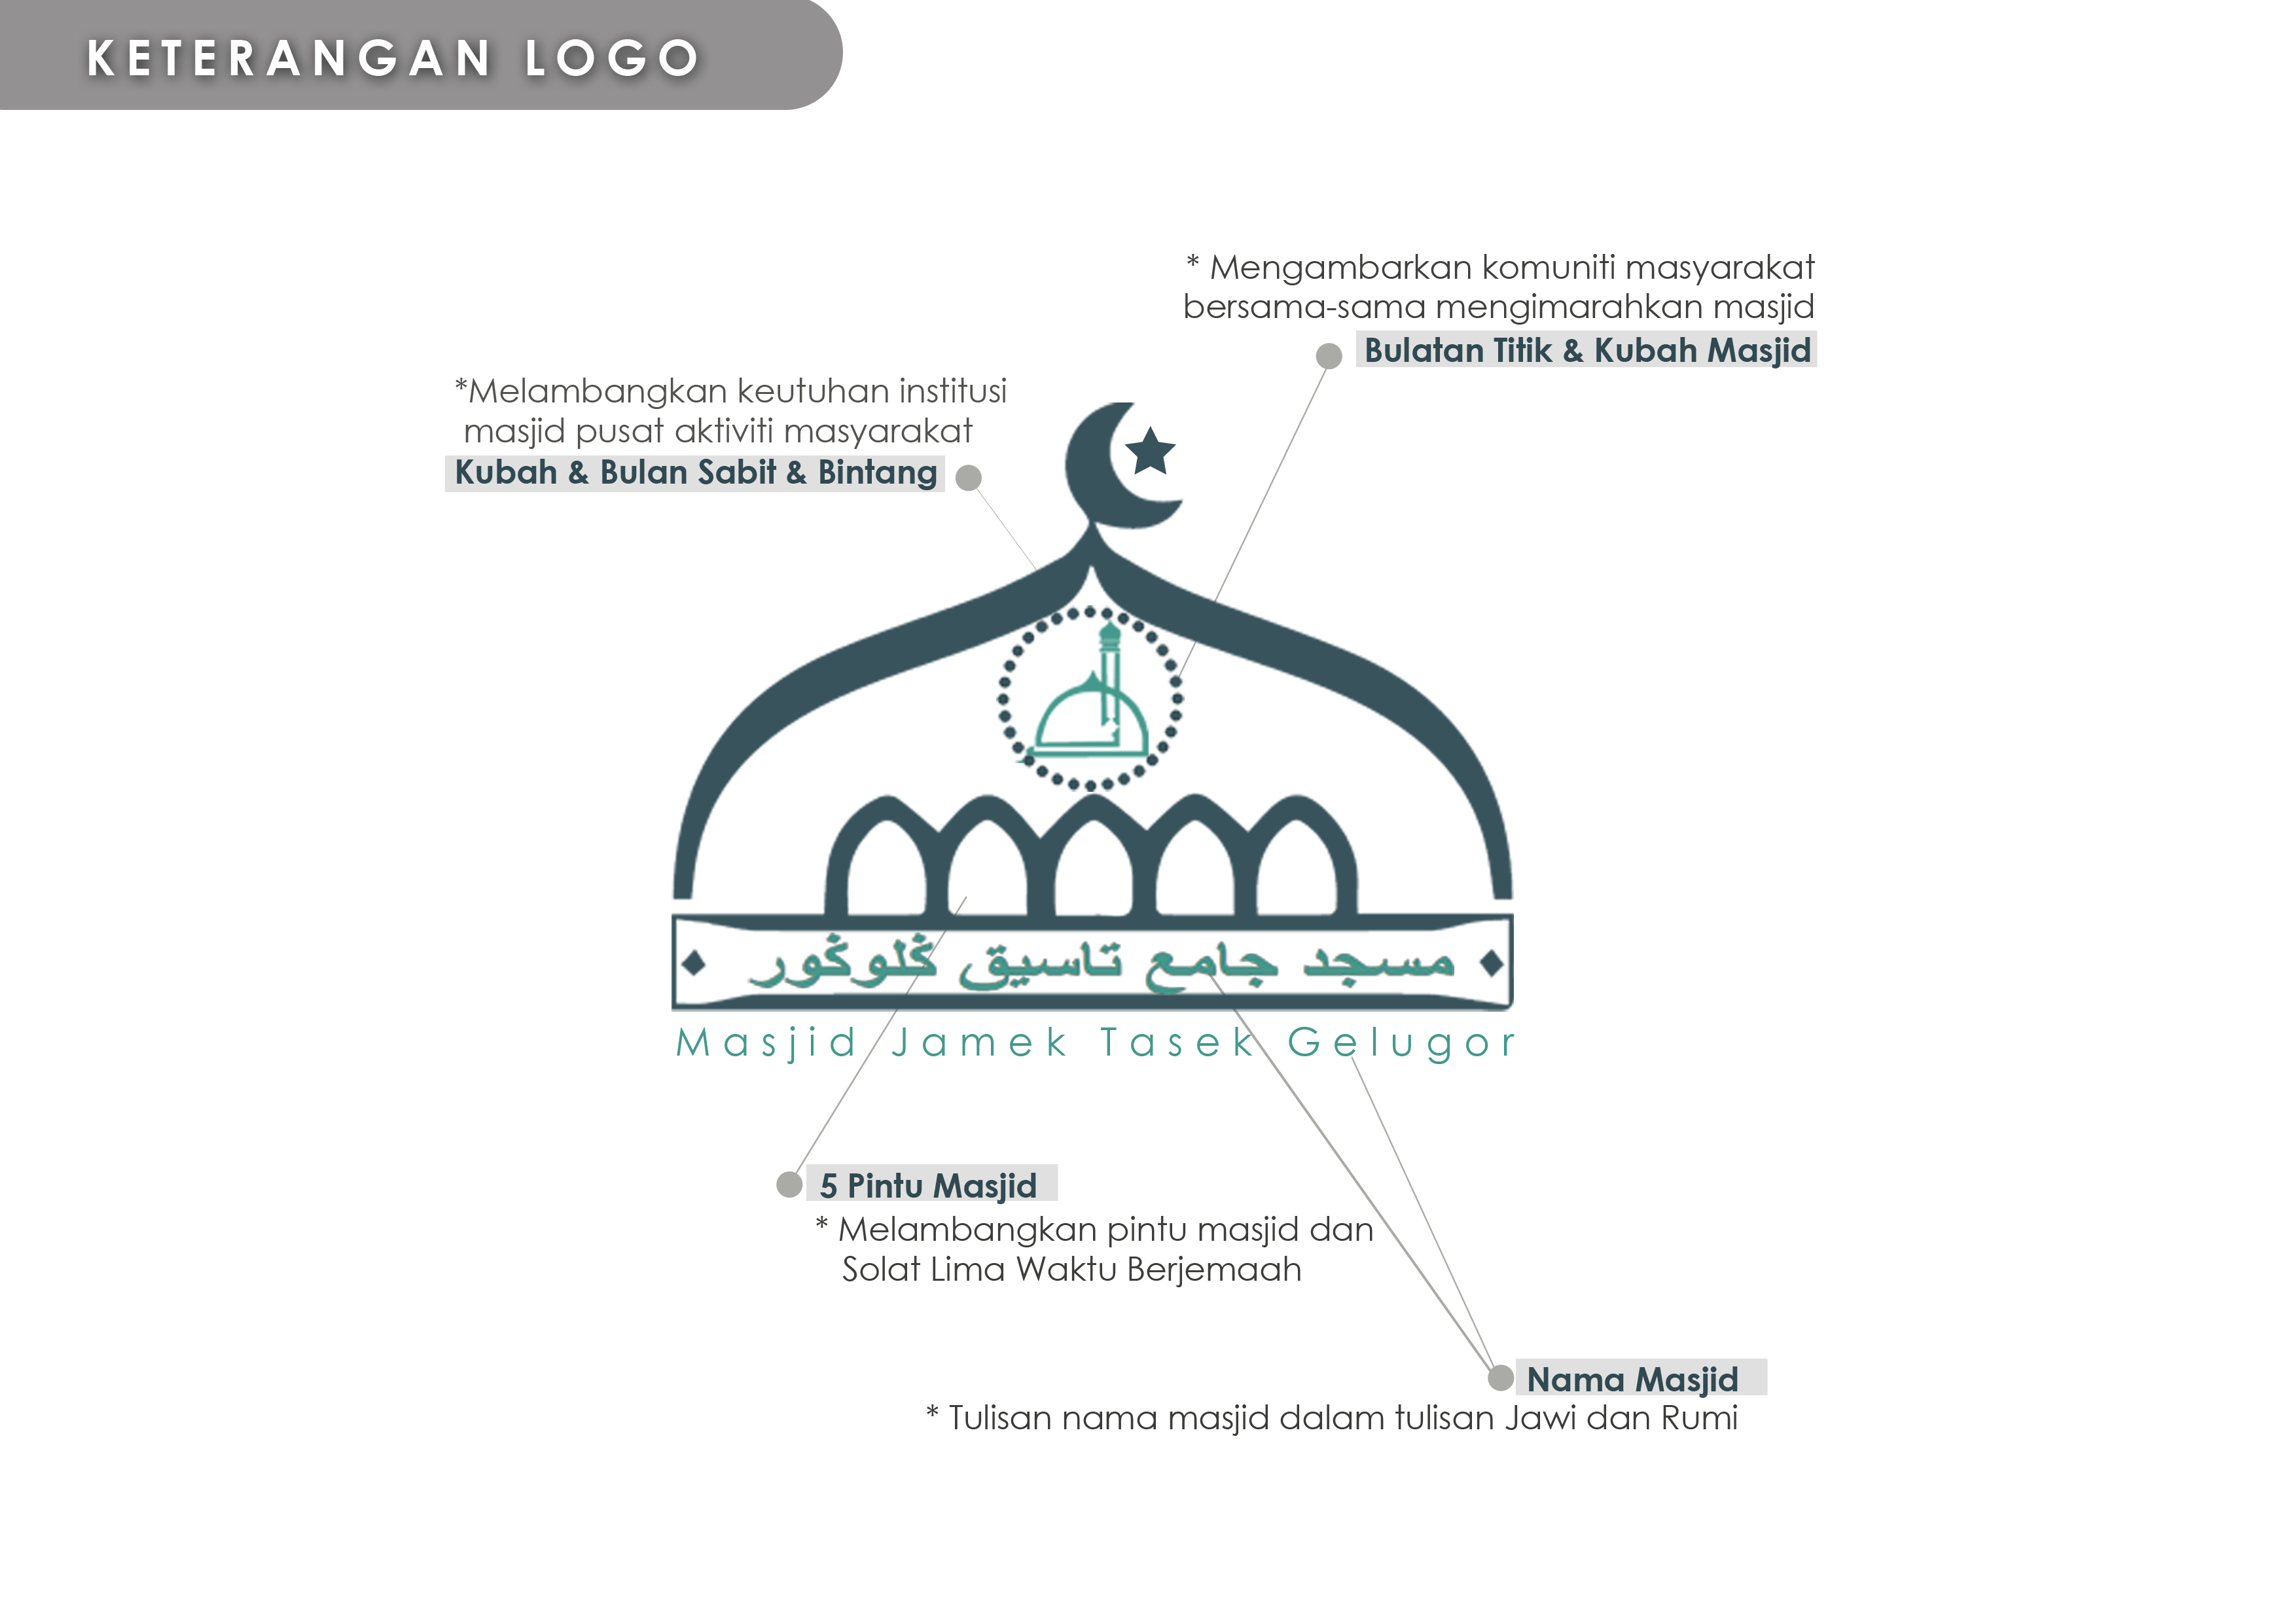 KETERANGAN LOGO
* Mengambarkan komuniti masyarakat
bersama-sama mengimarahkan masjid
Bulatan Titik & Kubah Masjid
*Melambangkan keutuhan institusi
masjid pusat aktiviti masyarakat
Kubah & Bulan Sabit & Bintang
مسجد جامع تاسيق ݢلوݢور
Masjid Jamek Tasek Gelugor
5 Pintu Masjid
* Melambangkan pintu masjid dan
Solat Lima Waktu Berjemaah
Nama Masjid
* Tulisan nama masjid dalam tulisan Jawi dan Rumi